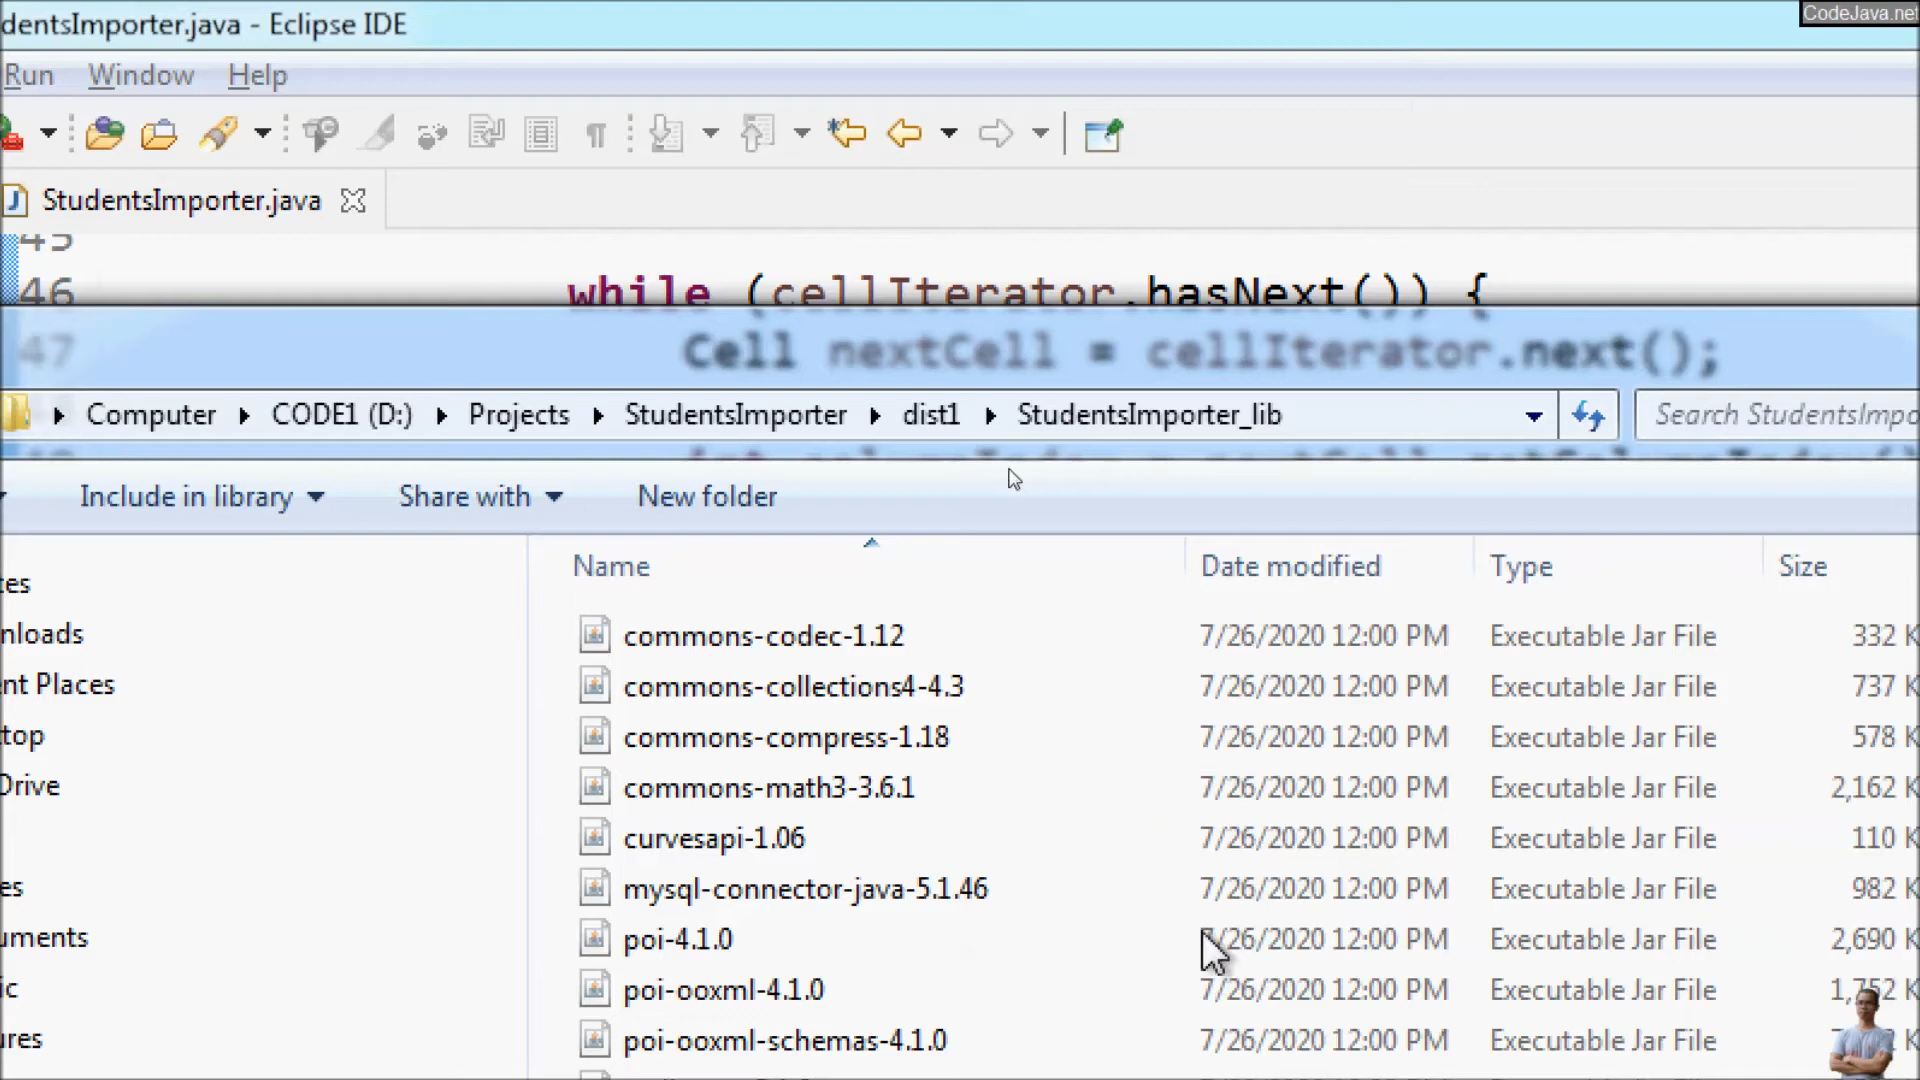 dentsImporter.java - Eclipse IDE
CodeJava.net
Run Window Help
StudentsImporter.java
45
46 while (cellIterator.hasNext()) {
47 Cell nextCell = cellIterator.next();
Computer CODE1 (D:) Projects StudentsImporter dist1 StudentsImporter_lib Search StudentsImpo
Include in library Share with New folder
Name Date modified Type Size
tes
nloads
nt Places
top
Drive
es
uments
ic
ures
commons-codec-1.12 7/26/2020 12:00 PM Executable Jar File 332 K
commons-collections4-4.3 7/26/2020 12:00 PM Executable Jar File 737 K
commons-compress-1.18 7/26/2020 12:00 PM Executable Jar File 578 K
commons-math3-3.6.1 7/26/2020 12:00 PM Executable Jar File 2,162 K
curvesapi-1.06 7/26/2020 12:00 PM Executable Jar File 110 K
mysql-connector-java-5.1.46 7/26/2020 12:00 PM Executable Jar File 982 K
poi-4.1.0 7/26/2020 12:00 PM Executable Jar File 2,690 K
poi-ooxml-4.1.0 7/26/2020 12:00 PM Executable Jar File 1,752 K
poi-ooxml-schemas-4.1.0 7/26/2020 12:00 PM Executable Jar File